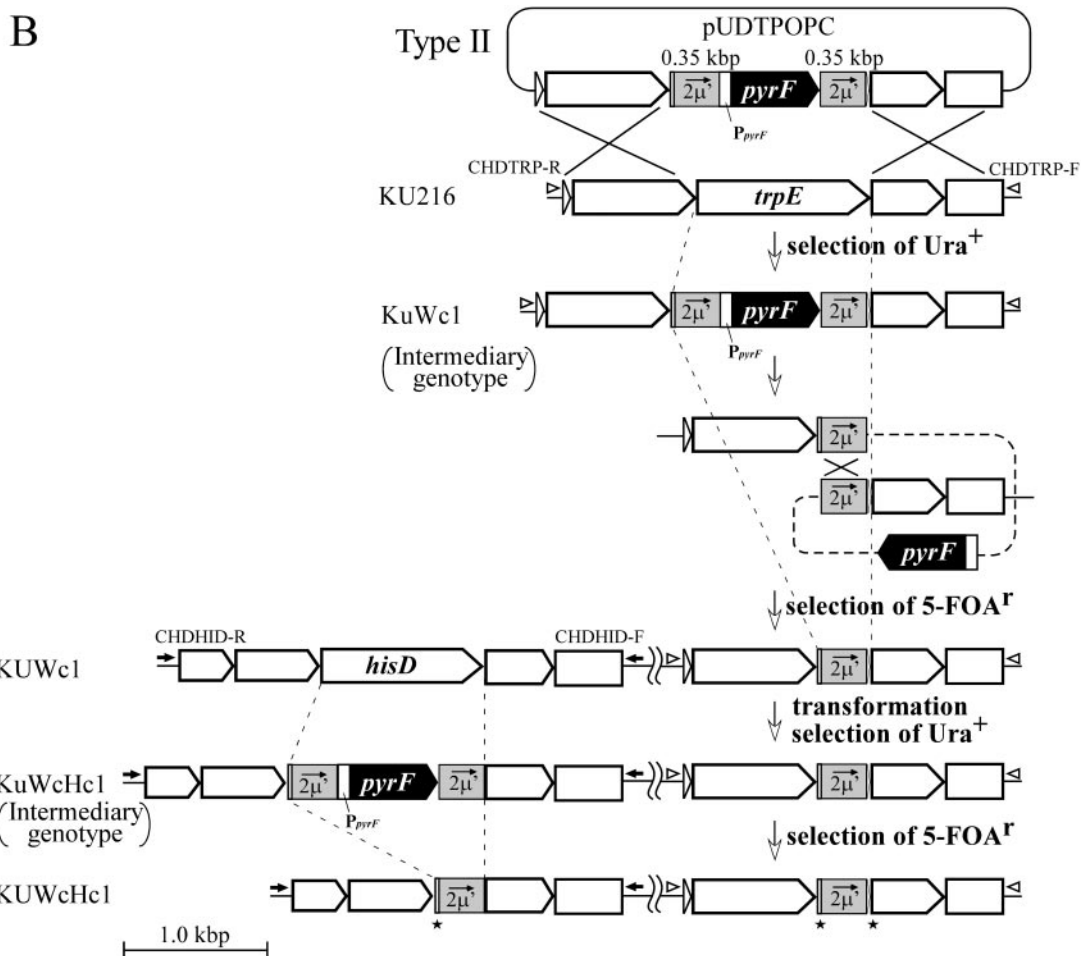 B
Type II
pUDTPOPC
0.35 kbp 0.35 kbp
2μ' pyrF 2μ'
PpyrF
CHDTRP-R CHDTRP-F
KU216 trpE
selection of Ura+
KuWc1 2μ' pyrF 2μ'
(Intermediary
genotype)
PpyrF
2μ'
2μ'
pyrF
selection of 5-FOAr
CHDHID-R CHDHID-F
KUWc1 hisD 2μ'
transformation
selection of Ura+
KuWcHc1 2μ' pyrF 2μ' 2μ'
(Intermediary
genotype)
PpyrF
selection of 5-FOAr
KUWcHc1 2μ' 2μ'
★ ★ ★
1.0 kbp